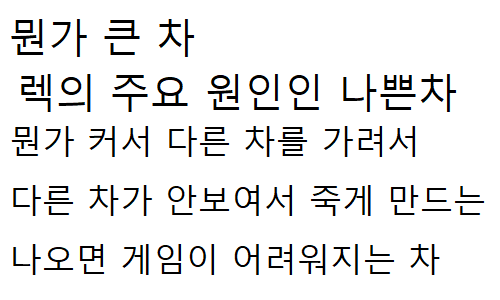 뭔가 큰 차
렉의 주요 원인인 나쁜차
뭔가 커서 다른 차를 가려서
다른 차가 안보여서 죽게 만드는
나오면 게임이 어려워지는 차